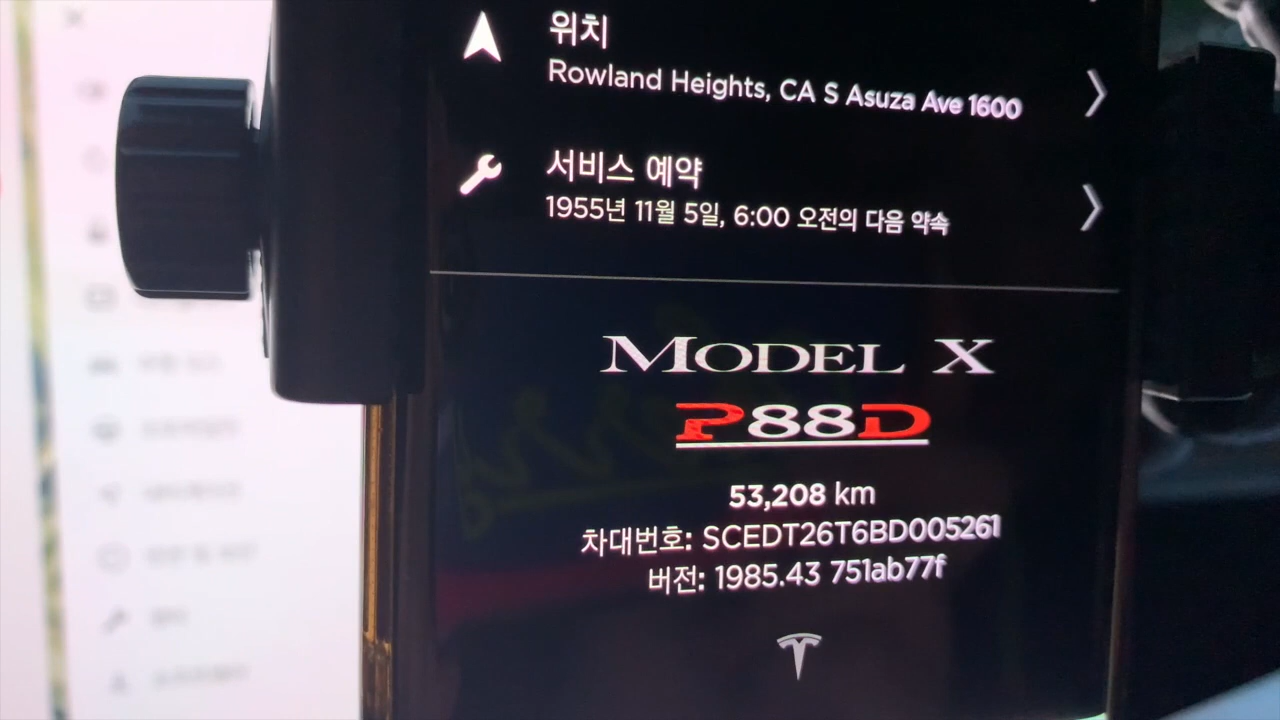 위치
Rowland Heights, CA S Asuza Ave 1600
서비스 예약
1955년 11월 5일, 6:00 오전의 다음 약속
MODEL X
P88D
53,208 km
차대번호: SCEDT26T6BD005261
버전: 1985.43 751ab77f